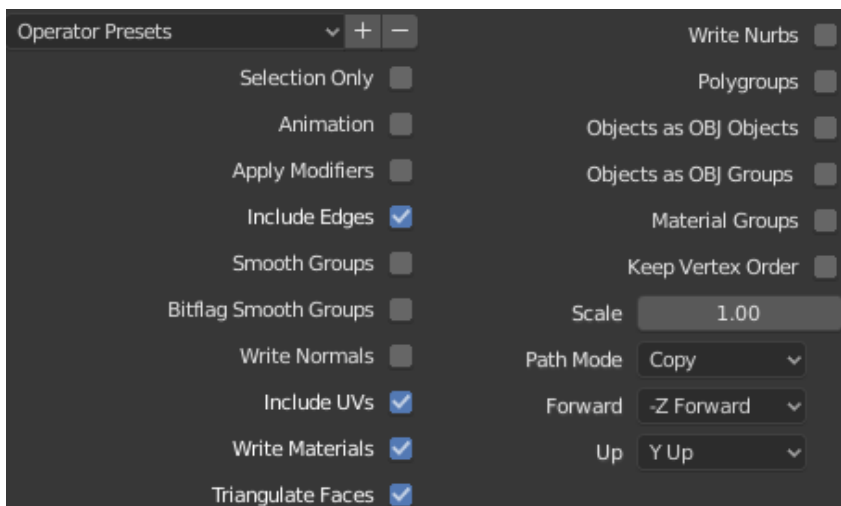 Operator Presets
Selection Only
Animation
Apply Modifiers
Include Edges
Smooth Groups
Bitflag Smooth Groups
Write Normals
Include UVs
Write Materials
Triangulate Faces
Write Nurbs
Polygroups
Objects as OBJ Objects
Objects as OBJ Groups
Material Groups
Keep Vertex Order
Scale 1.00
Path Mode Copy
Forward -Z Forward
Up Y Up